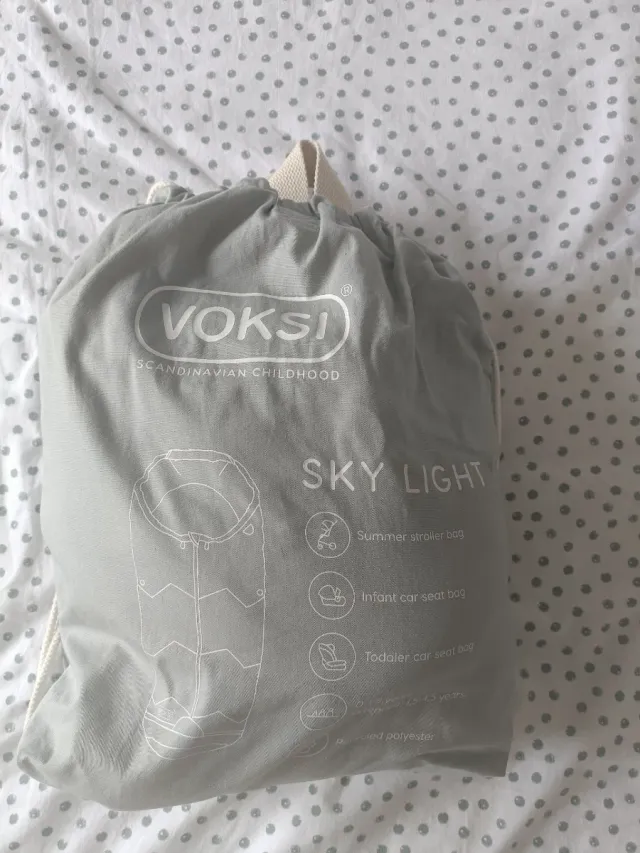 VOKSI®
SCANDINAVIAN CHILDHOOD
SKY LIGHT
Summer stroller bag
Infant car seat bag
Toddler car seat bag
polyester